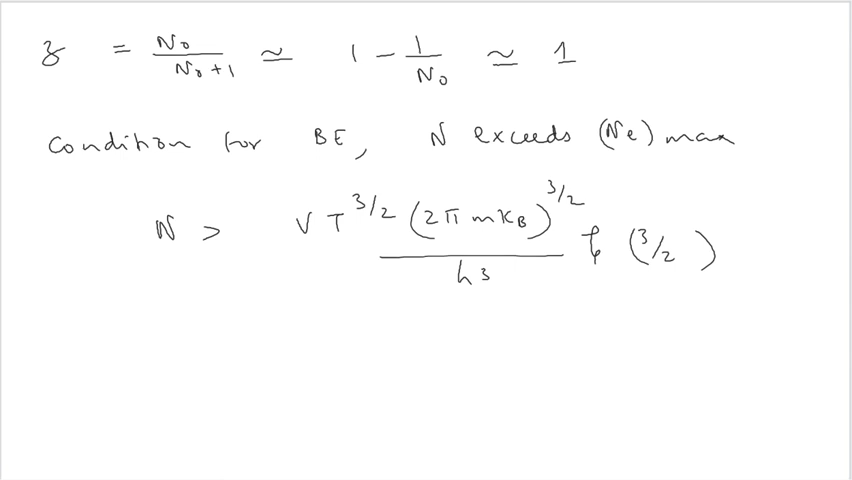 z = N₀ / (N₀ + 1) ≃ 1 − 1 / N₀ ≃ 1
Condition for BE, N exceeds (Ne) max
N > V T^{3/2} (2π m K_B)^{3/2} / h³ ζ (3/2)